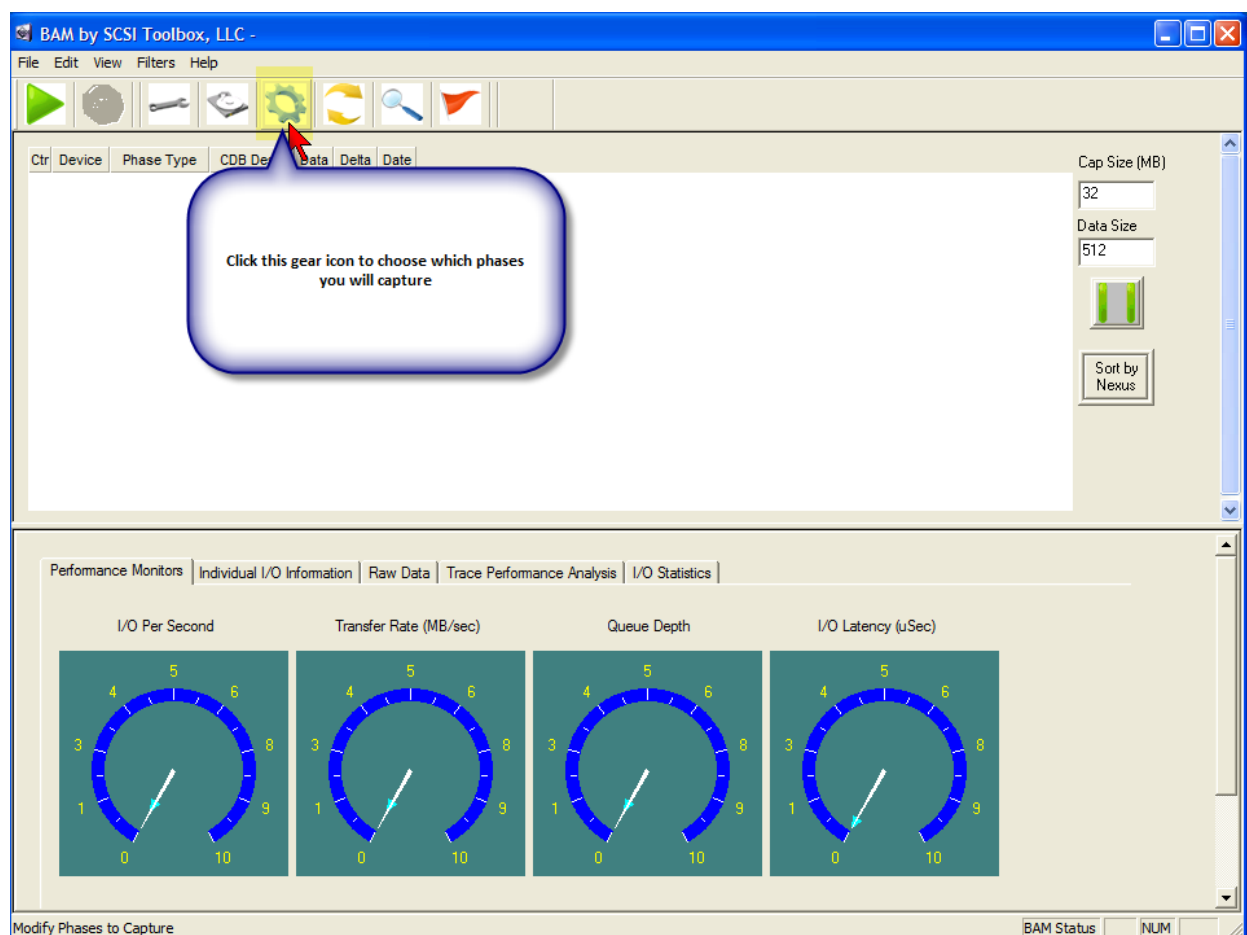 BAM by SCSI Toolbox, LLC -
File Edit View Filters Help
Ctr Device Phase Type CDB De Data Delta Date
Cap Size (MB)
32
Data Size
512
Sort by
Nexus
Click this gear icon to choose which phases
you will capture
Performance Monitors Individual I/O Information Raw Data Trace Performance Analysis I/O Statistics
I/O Per Second Transfer Rate (MB/sec) Queue Depth I/O Latency (uSec)
5 5 5 5
4 6 4 6 4 6 4 6
3 8 3 8 3 8 3 8
1 9 1 9 1 9 1 9
0 10 0 10 0 10 0 10
Modify Phases to Capture BAM Status NUM